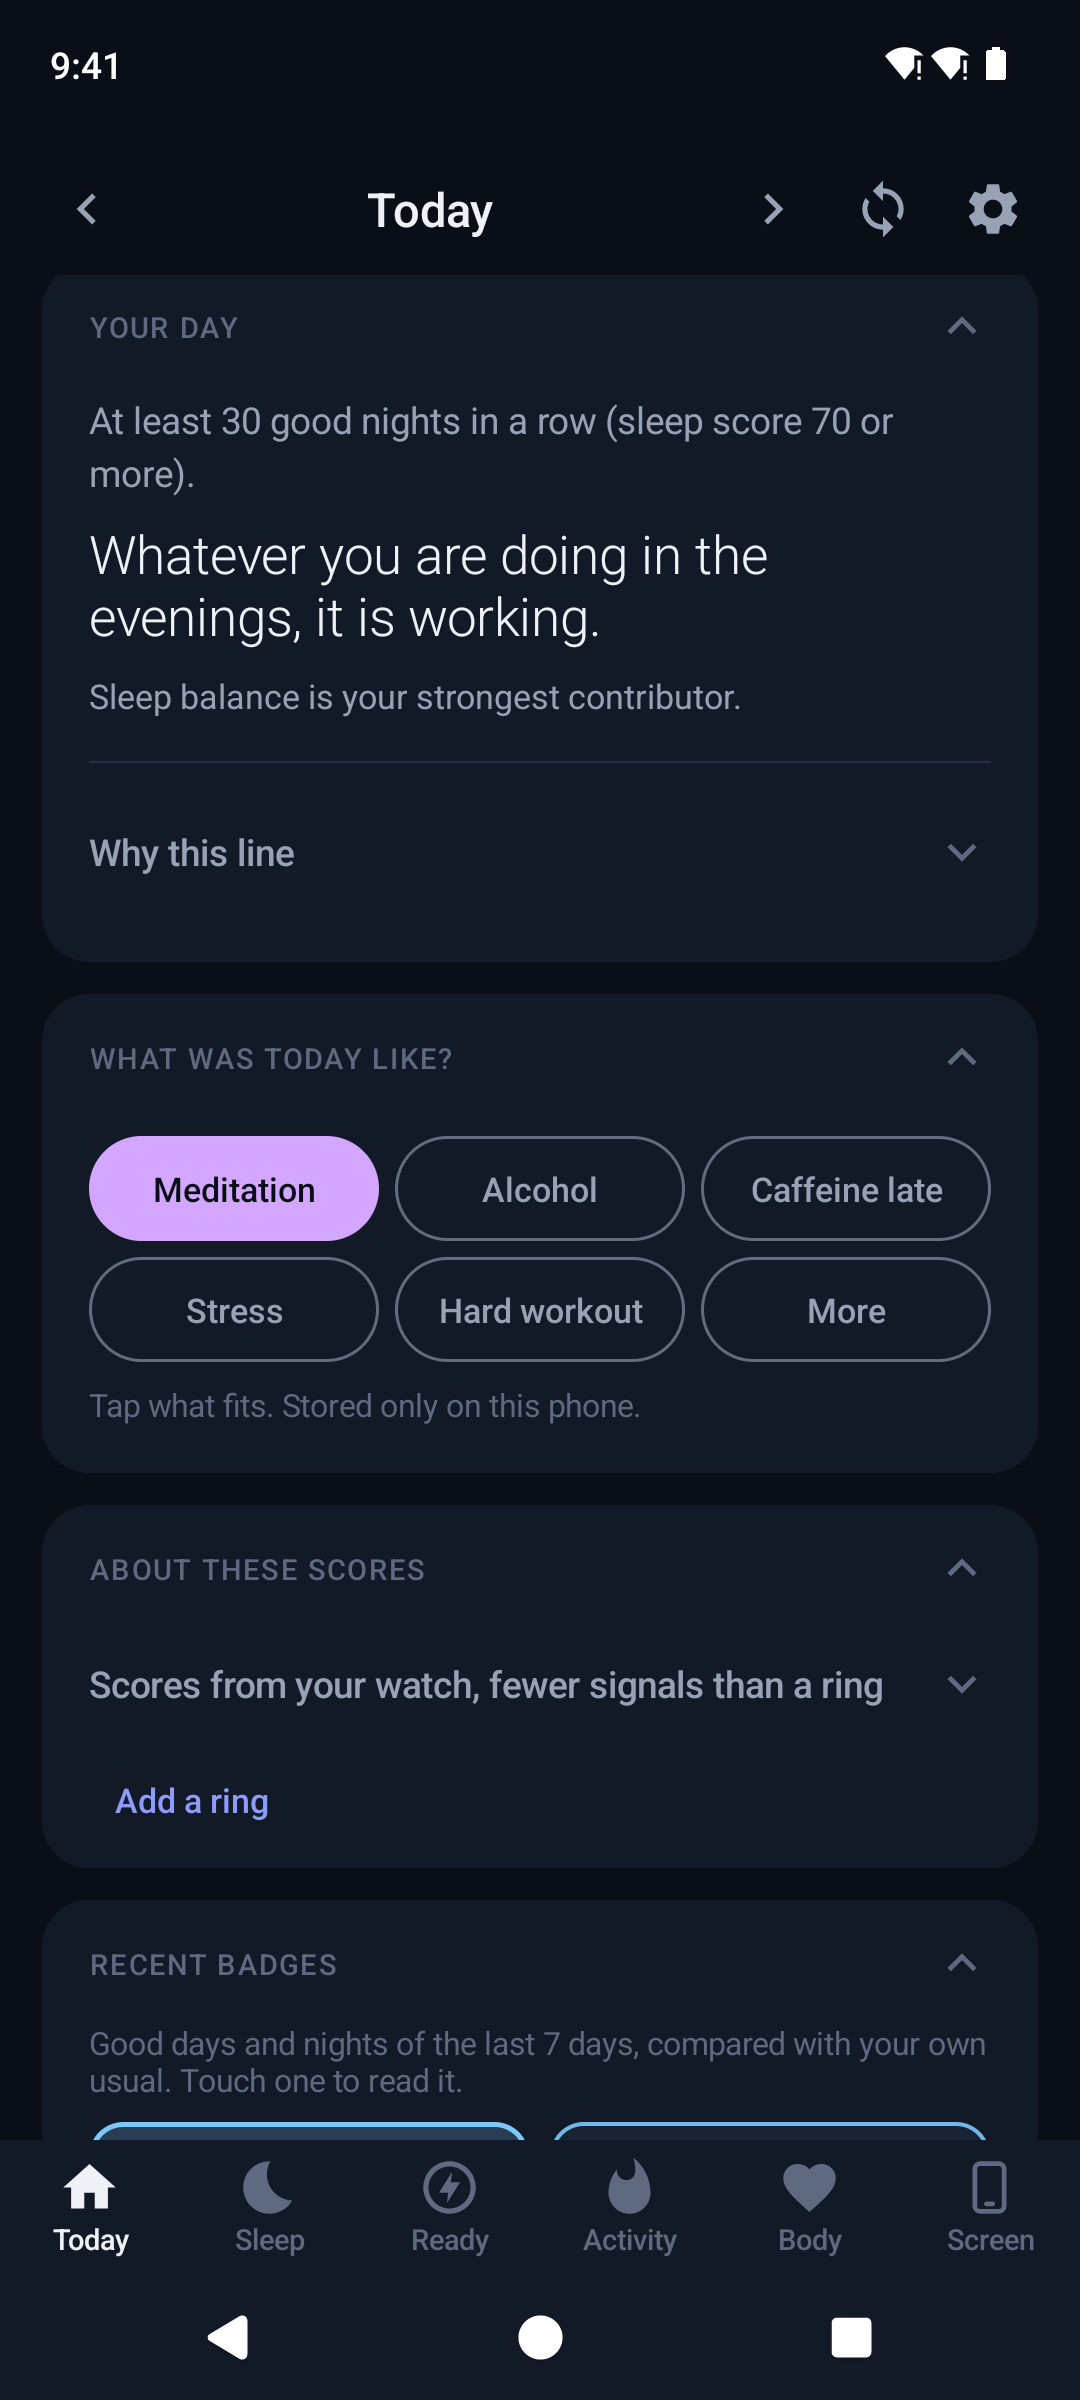 9:41
Today
YOUR DAY
At least 30 good nights in a row (sleep score 70 or
more).
Whatever you are doing in the
evenings, it is working.
Sleep balance is your strongest contributor.
Why this line
WHAT WAS TODAY LIKE?
Meditation
Alcohol
Caffeine late
Stress
Hard workout
More
Tap what fits. Stored only on this phone.
ABOUT THESE SCORES
Scores from your watch, fewer signals than a ring
Add a ring
RECENT BADGES
Good days and nights of the last 7 days, compared with your own
usual. Touch one to read it.
Today
Sleep
Ready
Activity
Body
Screen